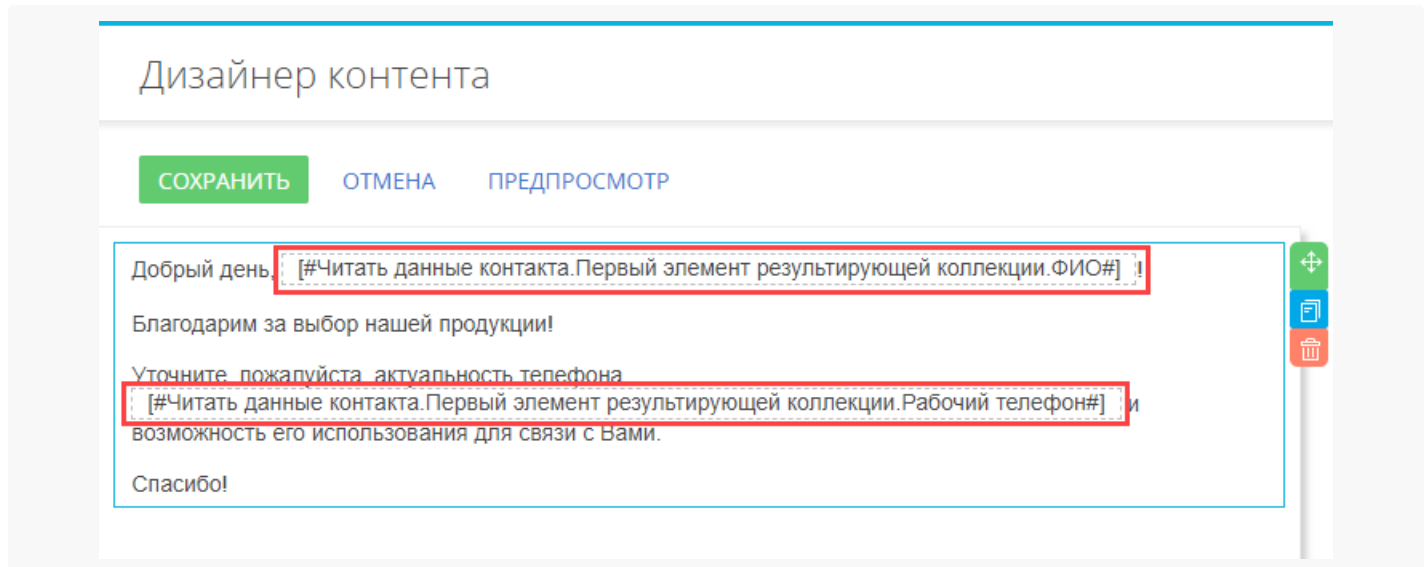 Дизайнер контента
СОХРАНИТЬ ОТМЕНА ПРЕДПРОСМОТР
Добрый день, [#Читать данные контакта.Первый элемент результирующей коллекции.ФИО#] !
Благодарим за выбор нашей продукции!
Уточните, пожалуйста, актуальность телефона
[#Читать данные контакта.Первый элемент результирующей коллекции.Рабочий телефон#] и
возможность его использования для связи с Вами.
Спасибо!